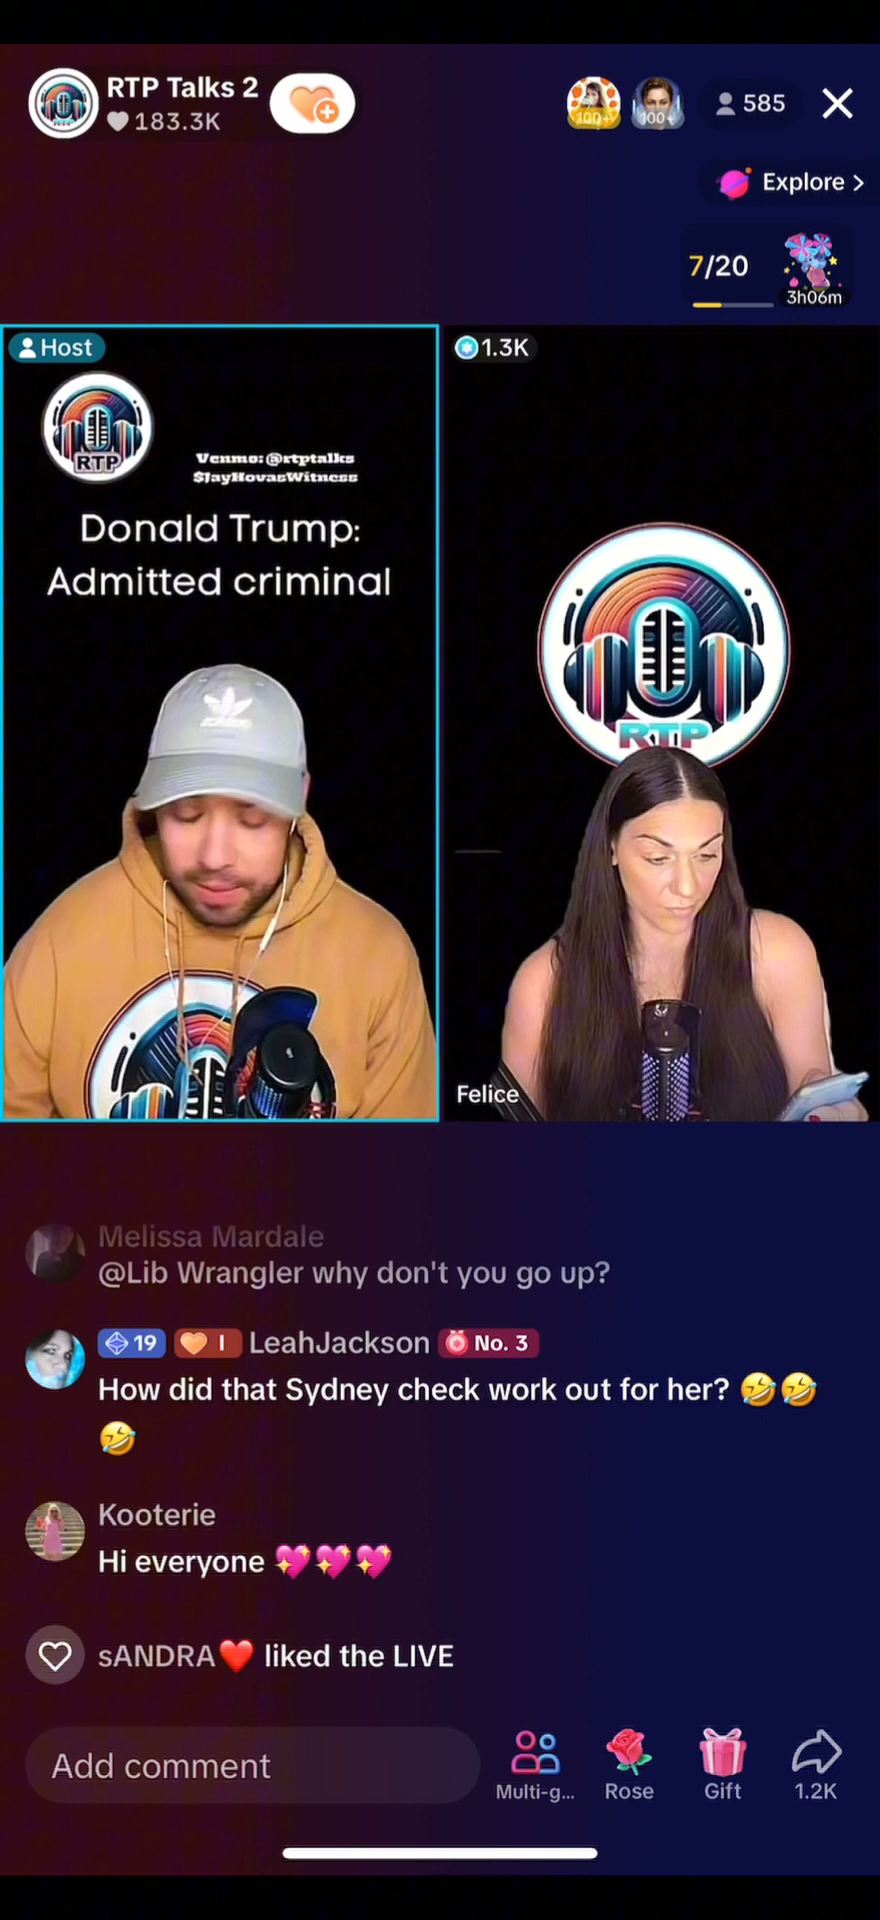 RTP Talks 2
183.3K
100+
100+
585
Explore >
7/20
3h06m
Host
1.3K
RTP
Venmo: @rtptalks
$JayHovasWitness
Donald Trump:
Admitted criminal
RTP
Felice
Melissa Mardale
@Lib Wrangler why don't you go up?
19 I LeahJackson No. 3
How did that Sydney check work out for her? 🤣🤣
🤣
Kooterie
Hi everyone 💖💖💖
sANDRA❤️ liked the LIVE
Add comment
Multi-g...
Rose
Gift
1.2K